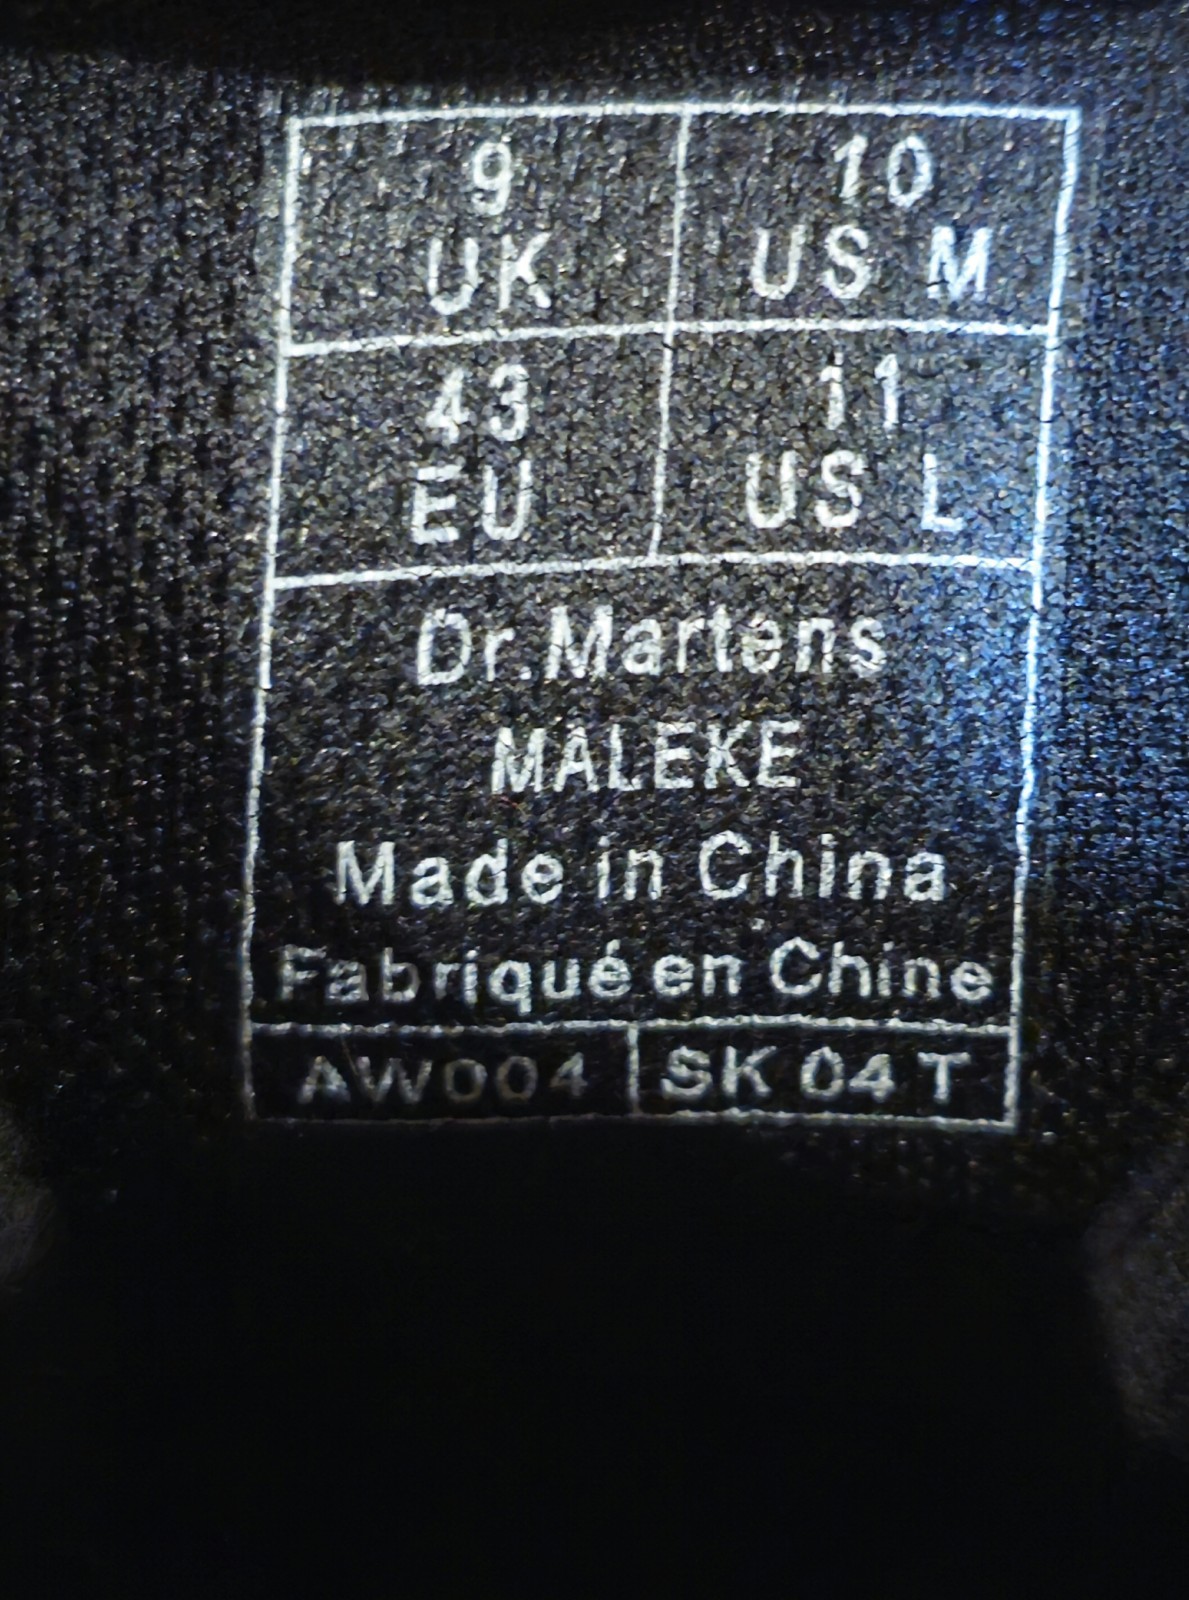 9 10
UK US M
43 11
EU US L
Dr.Martens
MALEKE
Made in China
Fabriqué en Chine
AW004 SK 04 T